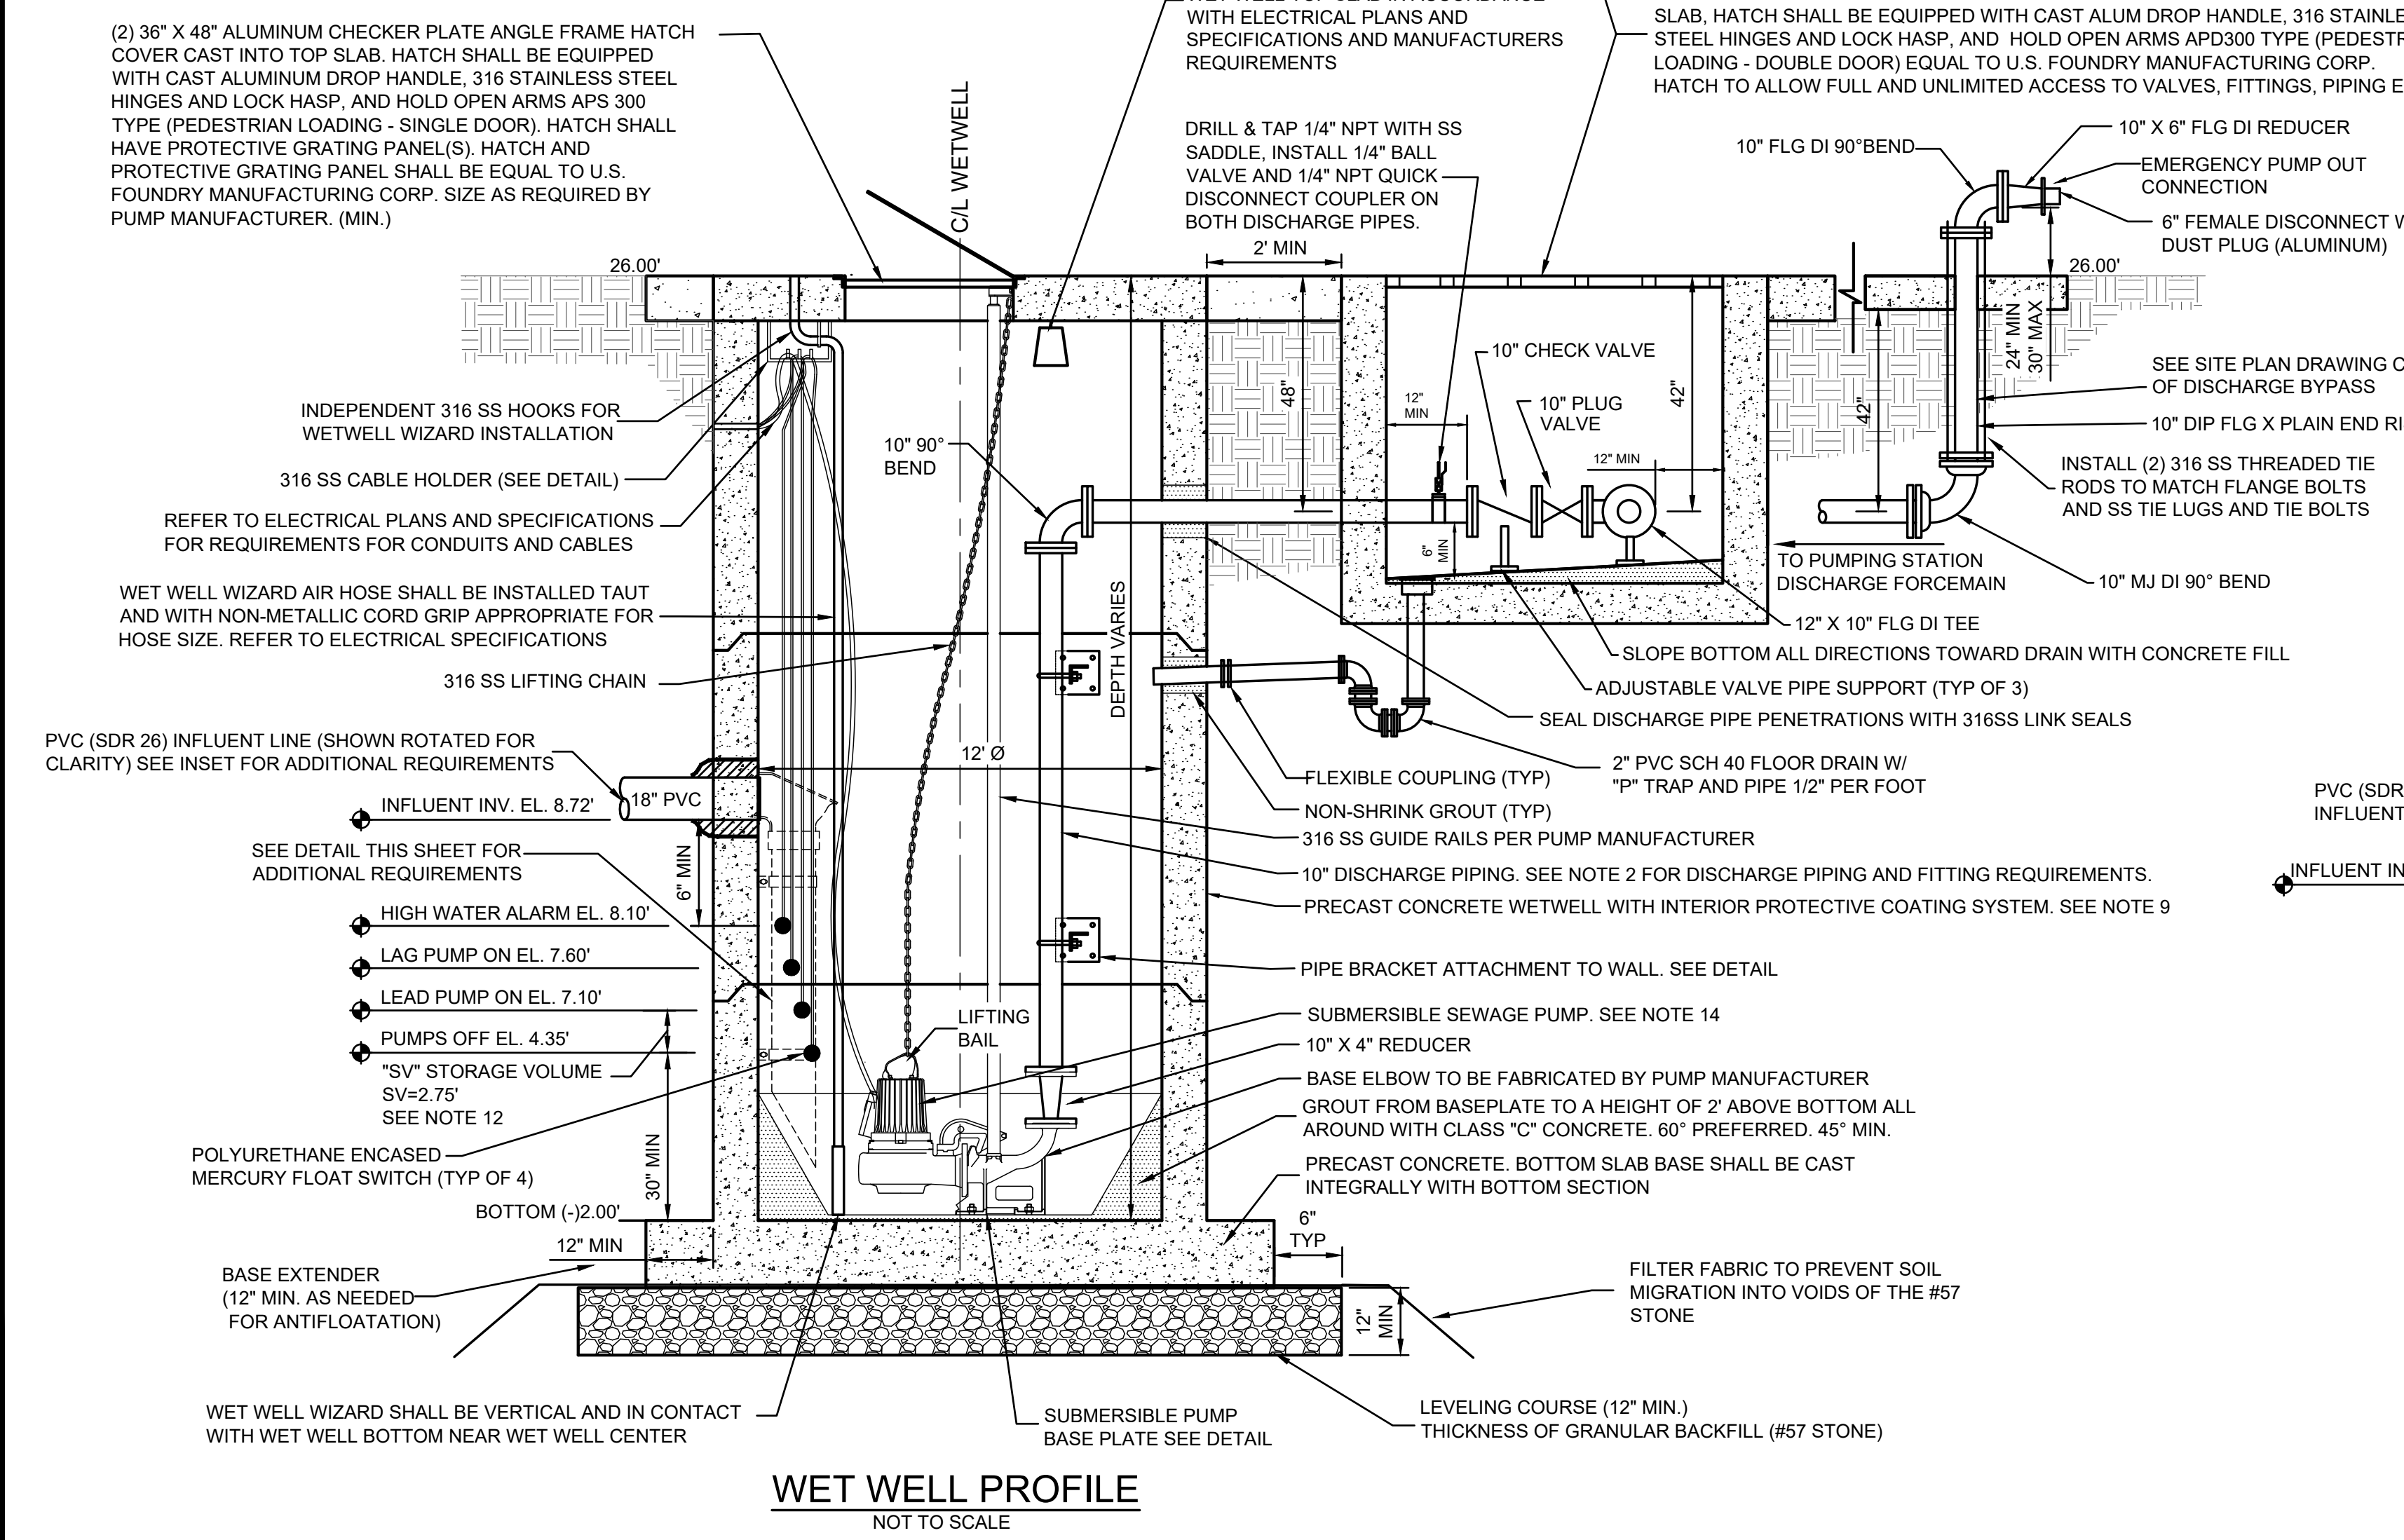 (2) 36" X 48" ALUMINUM CHECKER PLATE ANGLE FRAME HATCH
COVER CAST INTO TOP SLAB. HATCH SHALL BE EQUIPPED
WITH CAST ALUMINUM DROP HANDLE, 316 STAINLESS STEEL
HINGES AND LOCK HASP, AND HOLD OPEN ARMS APS 300
TYPE (PEDESTRIAN LOADING - SINGLE DOOR). HATCH SHALL
HAVE PROTECTIVE GRATING PANEL(S). HATCH AND
PROTECTIVE GRATING PANEL SHALL BE EQUAL TO U.S.
FOUNDRY MANUFACTURING CORP. SIZE AS REQUIRED BY
PUMP MANUFACTURER. (MIN.)
C/L WETWELL
WET WELL TOP SLAB IN ACCORDANCE
WITH ELECTRICAL PLANS AND
SPECIFICATIONS AND MANUFACTURERS
REQUIREMENTS
DRILL & TAP 1/4" NPT WITH SS
SADDLE, INSTALL 1/4" BALL
VALVE AND 1/4" NPT QUICK
DISCONNECT COUPLER ON
BOTH DISCHARGE PIPES.
2' MIN
SLAB, HATCH SHALL BE EQUIPPED WITH CAST ALUM DROP HANDLE, 316
STEEL HINGES AND LOCK HASP, AND HOLD OPEN ARMS APD300 TYPE
LOADING - DOUBLE DOOR) EQUAL TO U.S. FOUNDRY MANUFACTURING CORP.
HATCH TO ALLOW FULL AND UNLIMITED ACCESS TO VALVES, FITTINGS, PIPING
10" FLG DI 90°BEND
10" X 6" FLG DI REDUCER
EMERGENCY PUMP OUT
CONNECTION
6" FEMALE DISCONNECT
DUST PLUG (ALUMINUM)
26.00'
26.00'
24" MIN
30" MAX
SEE SITE PLAN DRAWING
OF DISCHARGE BYPASS
10" DIP FLG X PLAIN END
INSTALL (2) 316 SS THREADED TIE
RODS TO MATCH FLANGE BOLTS
AND SS TIE LUGS AND TIE BOLTS
42"
TO PUMPING STATION
DISCHARGE FORCEMAIN
10" MJ DI 90° BEND
48"
10" CHECK VALVE
12"
MIN
10" PLUG
VALVE
12" MIN
42"
6"
MIN
10" 90°
BEND
INDEPENDENT 316 SS HOOKS FOR
WETWELL WIZARD INSTALLATION
316 SS CABLE HOLDER (SEE DETAIL)
REFER TO ELECTRICAL PLANS AND SPECIFICATIONS
FOR REQUIREMENTS FOR CONDUITS AND CABLES
WET WELL WIZARD AIR HOSE SHALL BE INSTALLED TAUT
AND WITH NON-METALLIC CORD GRIP APPROPRIATE FOR
HOSE SIZE. REFER TO ELECTRICAL SPECIFICATIONS
316 SS LIFTING CHAIN
DEPTH VARIES
12" X 10" FLG DI TEE
SLOPE BOTTOM ALL DIRECTIONS TOWARD DRAIN WITH CONCRETE FILL
ADJUSTABLE VALVE PIPE SUPPORT (TYP OF 3)
SEAL DISCHARGE PIPE PENETRATIONS WITH 316SS LINK SEALS
2" PVC SCH 40 FLOOR DRAIN W/
"P" TRAP AND PIPE 1/2" PER FOOT
PVC (SDR 26) INFLUENT LINE (SHOWN ROTATED FOR
CLARITY) SEE INSET FOR ADDITIONAL REQUIREMENTS
12' Ø
18" PVC
INFLUENT INV. EL. 8.72'
SEE DETAIL THIS SHEET FOR
ADDITIONAL REQUIREMENTS
6" MIN
HIGH WATER ALARM EL. 8.10'
LAG PUMP ON EL. 7.60'
LEAD PUMP ON EL. 7.10'
PUMPS OFF EL. 4.35'
"SV" STORAGE VOLUME
SV=2.75'
SEE NOTE 12
POLYURETHANE ENCASED
MERCURY FLOAT SWITCH (TYP OF 4)
30" MIN
BOTTOM (-)2.00'
12" MIN
BASE EXTENDER
(12" MIN. AS NEEDED
FOR ANTIFLOATATION)
LIFTING
BAIL
FLEXIBLE COUPLING (TYP)
NON-SHRINK GROUT (TYP)
316 SS GUIDE RAILS PER PUMP MANUFACTURER
10" DISCHARGE PIPING. SEE NOTE 2 FOR DISCHARGE PIPING AND FITTING REQUIREMENTS.
PRECAST CONCRETE WETWELL WITH INTERIOR PROTECTIVE COATING SYSTEM. SEE NOTE 9
PIPE BRACKET ATTACHMENT TO WALL. SEE DETAIL
SUBMERSIBLE SEWAGE PUMP. SEE NOTE 14
10" X 4" REDUCER
BASE ELBOW TO BE FABRICATED BY PUMP MANUFACTURER
GROUT FROM BASEPLATE TO A HEIGHT OF 2' ABOVE BOTTOM ALL
AROUND WITH CLASS "C" CONCRETE. 60° PREFERRED. 45° MIN.
PRECAST CONCRETE. BOTTOM SLAB BASE SHALL BE CAST
INTEGRALLY WITH BOTTOM SECTION
6"
TYP
12"
MIN
FILTER FABRIC TO PREVENT SOIL
MIGRATION INTO VOIDS OF THE #57
STONE
PVC (SDR
INFLUENT
INFLUENT
WET WELL WIZARD SHALL BE VERTICAL AND IN CONTACT
WITH WET WELL BOTTOM NEAR WET WELL CENTER
SUBMERSIBLE PUMP
BASE PLATE SEE DETAIL
LEVELING COURSE (12" MIN.)
THICKNESS OF GRANULAR BACKFILL (#57 STONE)
WET WELL PROFILE
NOT TO SCALE